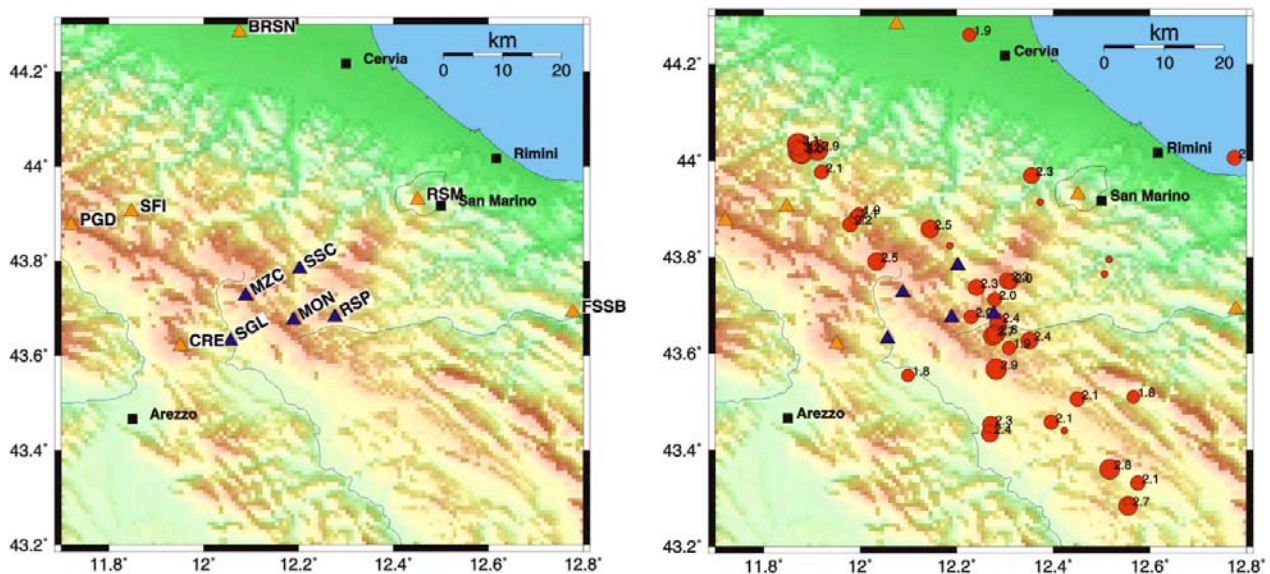 BRSN
km
Cervia
0 10 20
44.2°
44°
Rimini
RSM
San Marino
SFI
PGD
43.8°
SSC
MZC
MON
RSP
FSSB
CRE
SGL
43.6°
Arezzo
43.4°
43.2°
11.8° 12° 12.2° 12.4° 12.6° 12.8°
1.9
km
Cervia
0 10 20
44.2°
44°
Rimini
2.9
2.1
2.3
San Marino
1.9
2.2
2.5
43.8°
2.5
2.3
2.0
2.3
2.0
2.4
2.4
1.9
43.6°
2.9
1.8
2.1
1.8
Arezzo
2.3
2.1
2.4
43.4°
2.8
2.1
2.7
43.2°
11.8° 12° 12.2° 12.4° 12.6° 12.8°